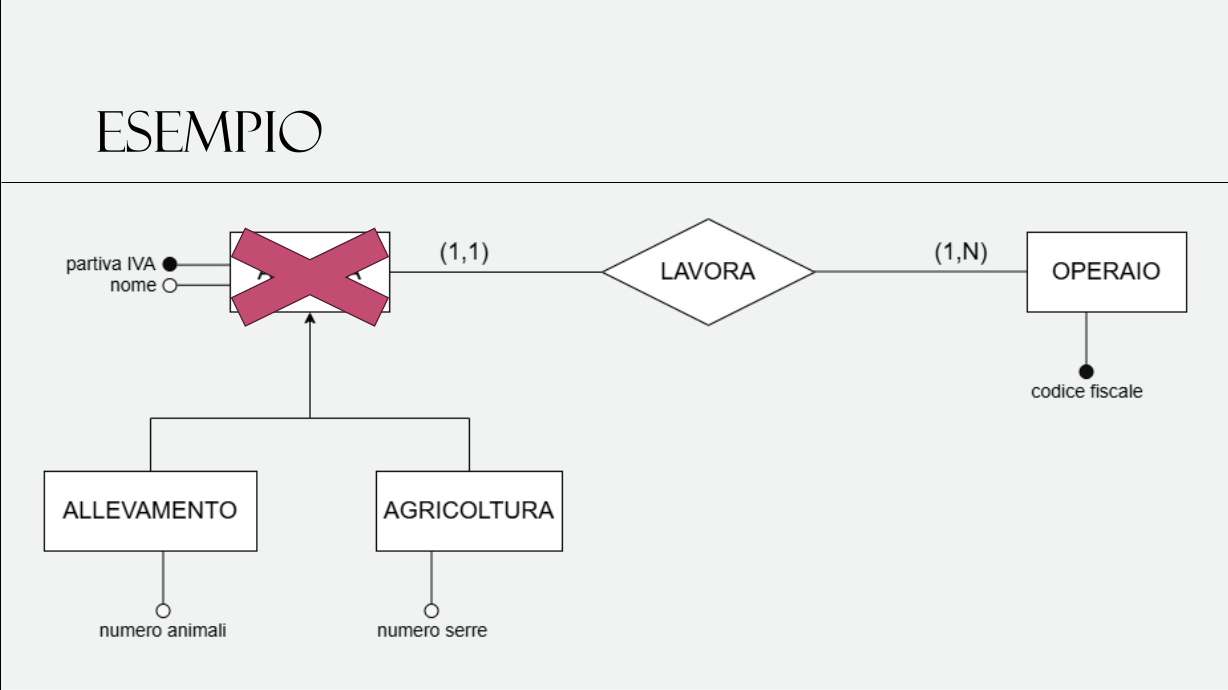 ESEMPIO
(1,1)
(1,N)
partiva IVA
nome
LAVORA
OPERAIO
codice fiscale
ALLEVAMENTO
AGRICOLTURA
numero animali
numero serre